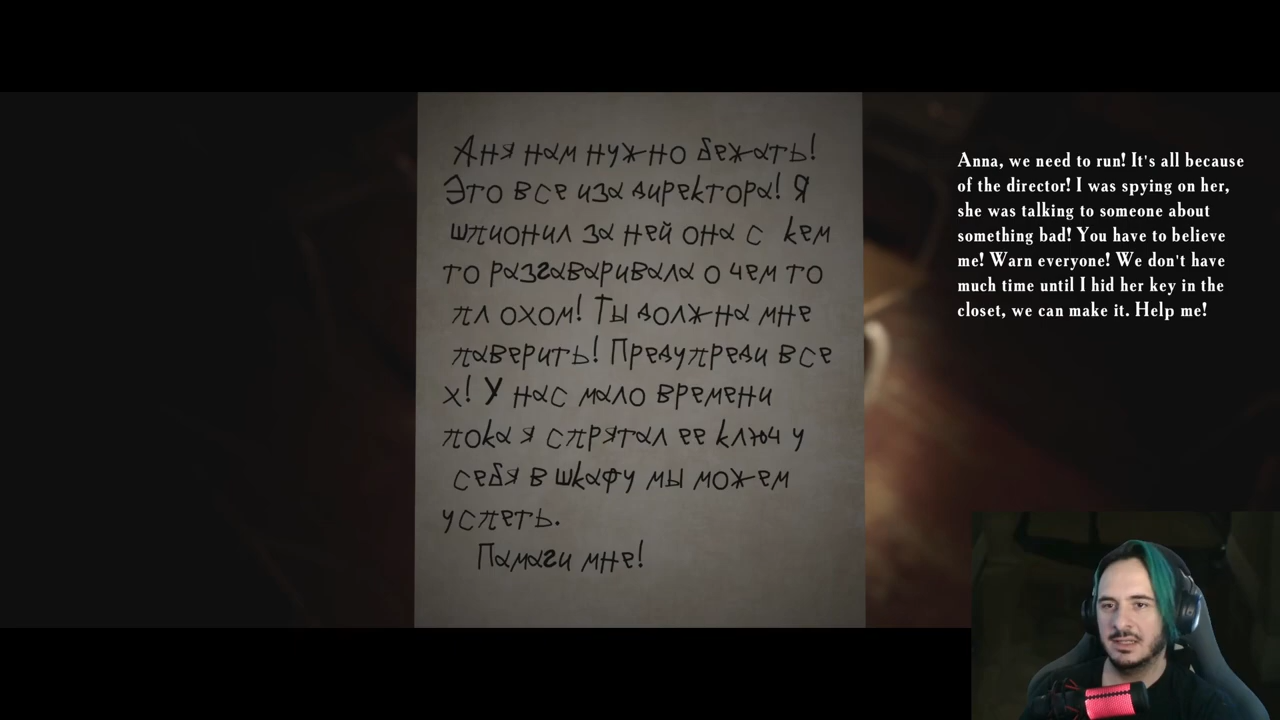 Аня нам нужно бежать!
Это все иза директора! Я
шпионил за ней она с кем
то разгаваривала о чем то
пл охом! Ты должна мне
паверить! Предупреди все
х! У нас мало времени
пока я спрятал ее ключ у
себя в шкафу мы можем
успеть.
Памаги мне!
Anna, we need to run! It's all because
of the director! I was spying on her,
she was talking to someone about
something bad! You have to believe
me! Warn everyone! We don't have
much time until I hid her key in the
closet, we can make it. Help me!